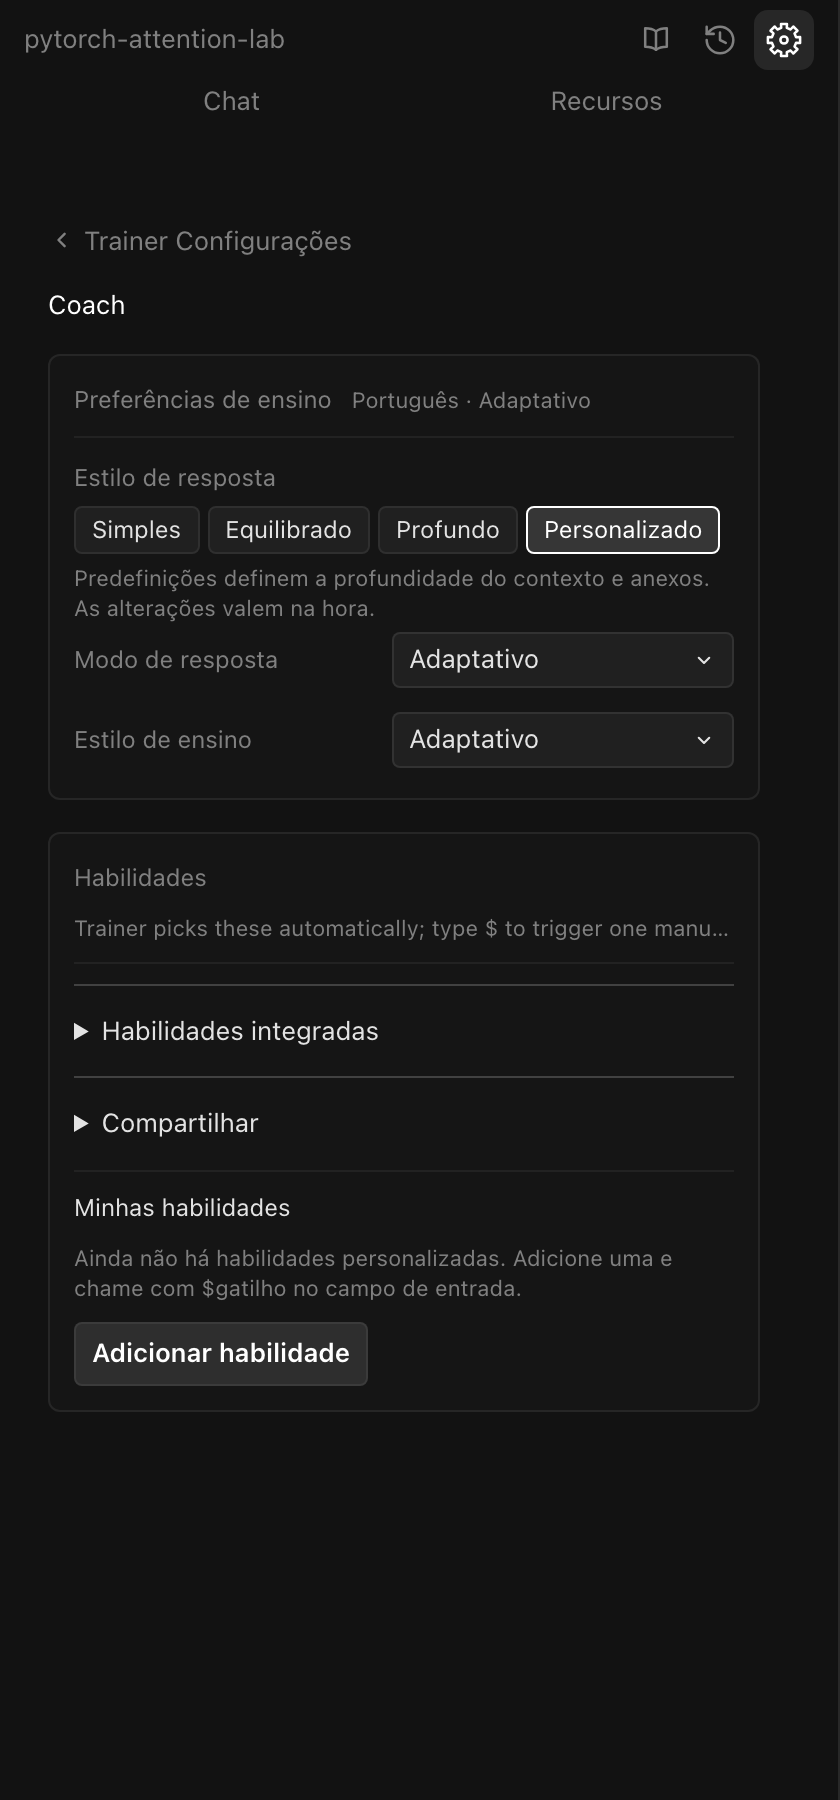 pytorch-attention-lab
Chat
Recursos
Trainer Configurações
Coach
Preferências de ensino Português · Adaptativo
Estilo de resposta
Simples Equilibrado Profundo Personalizado
Predefinições definem a profundidade do contexto e anexos.
As alterações valem na hora.
Modo de resposta Adaptativo
Estilo de ensino Adaptativo
Habilidades
Trainer picks these automatically; type $ to trigger one manu...
Habilidades integradas
Compartilhar
Minhas habilidades
Ainda não há habilidades personalizadas. Adicione uma e
chame com $gatilho no campo de entrada.
Adicionar habilidade